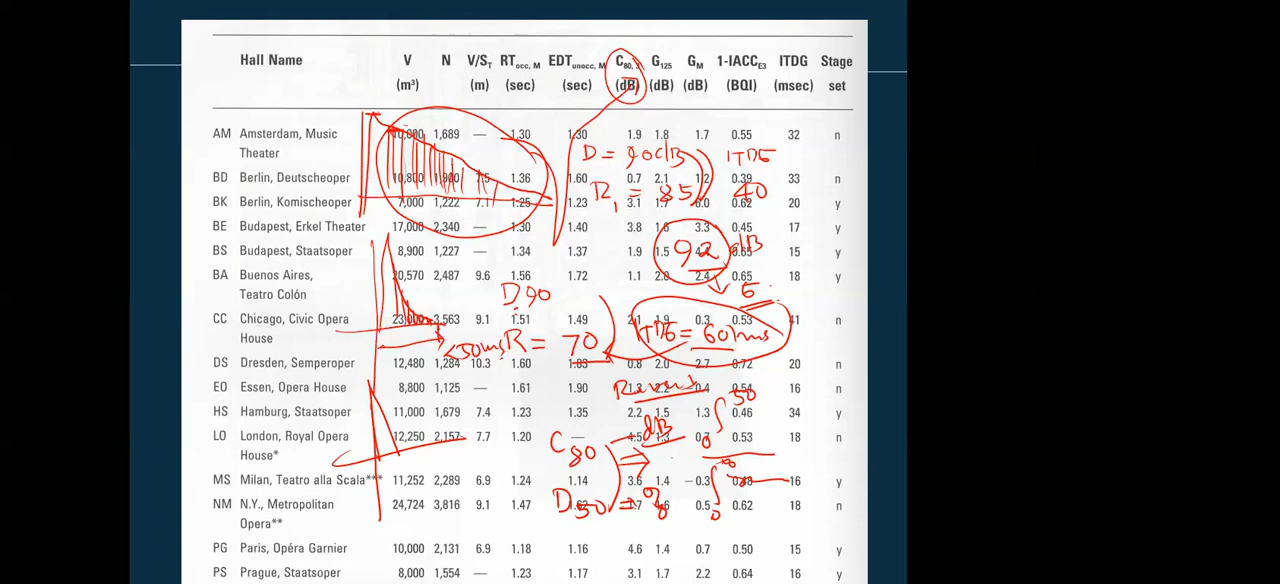 Hall Name V N V/ST RTocc, M EDTunocc, M C80, 3 G125 GM 1-IACCE3 ITDG Stage
(m³) (m) (sec) (sec) (dB) (dB) (dB) (BQI) (msec) set
AM Amsterdam, Music 10,000 1,689 — 1.30 1.30 1.9 1.8 1.7 0.55 32 n
Theater
D = 90dB ITDG
BD Berlin, Deutscheoper 10,800 1,900 7.5 1.36 1.60 0.7 2.1 1.2 0.39 33 n
R1 = 85 40
BK Berlin, Komischeoper 7,000 1,222 7.1 1.25 1.23 3.1 6.0 0.62 20 y
BE Budapest, Erkel Theater 17,000 2,340 — 1.30 1.40 3.8 1.6 3.3 0.45 17 y
92 dB
BS Budapest, Staatsoper 8,900 1,227 — 1.34 1.37 1.9 1.5 0.65 15 y
BA Buenos Aires, 20,570 2,487 9.6 1.56 1.72 1.1 2.4 0.65 18 y
Teatro Colón
D 90
CC Chicago, Civic Opera 23,000 3,563 9.1 1.51 1.49 2.1 1.9 0.3 0.53 41 n
House
<50ms R = 70 ITDG = 60ms
DS Dresden, Semperoper 12,480 1,284 10.3 1.60 1.83 0.8 2.0 2.7 0.72 20 n
EO Essen, Opera House 8,800 1,125 — 1.61 1.90 1.3 2.2 −0.4 0.54 16 n
50
HS Hamburg, Staatsoper 11,000 1,679 7.4 1.23 1.35 2.2 1.5 1.3 0.46 34 y
dB 0
LO London, Royal Opera 12,250 2,157 7.7 1.20 — 4.5 1.3 0.7 0.53 18 n
House*
C80
MS Milan, Teatro alla Scala*** 11,252 2,289 6.9 1.24 1.14 3.6 1.4 −0.3 0.48 16 y
D50 %
NM N.Y., Metropolitan 24,724 3,816 9.1 1.47 1.62 1.7 0.5 0.62 18 n
Opera**
PG Paris, Opéra Garnier 10,000 2,131 6.9 1.18 1.16 4.6 1.4 0.7 0.50 15 y
PS Prague, Staatsoper 8,000 1,554 — 1.23 1.17 3.1 1.7 2.2 0.64 16 y